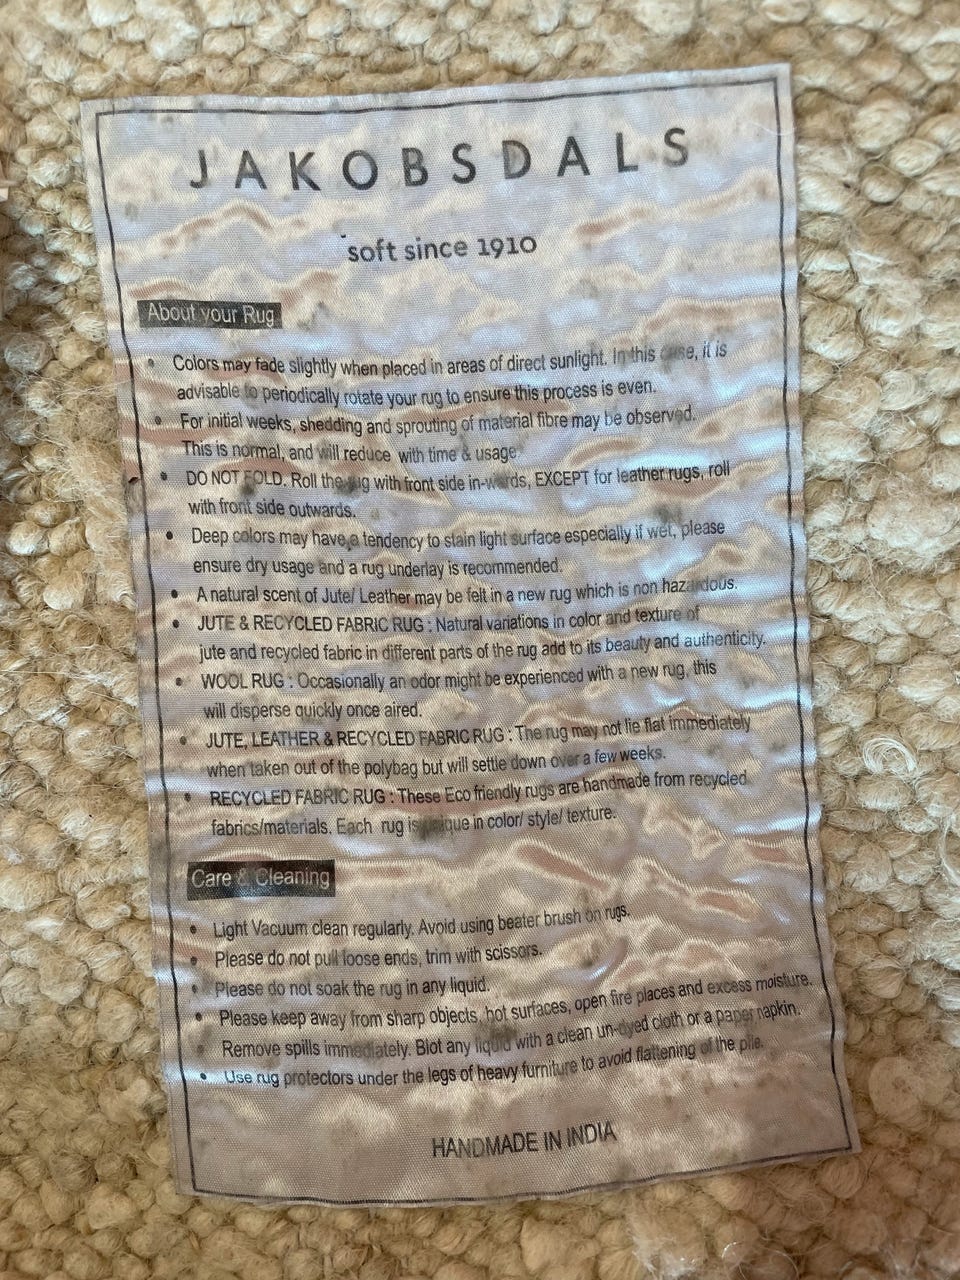 JAKOBSDALS
soft since 1910
About your Rug
• Colors may fade slightly when placed in areas of direct sunlight. In this case, it is
advisable to periodically rotate your rug to ensure this process is even.
• For initial weeks, shedding and sprouting of material fibre may be observed.
This is normal, and will reduce with time & usage.
• DO NOT FOLD. Roll the rug with front side in-wards, EXCEPT for leather rugs, roll
with front side outwards.
• Deep colors may have a tendency to stain light surface especially if wet, please
ensure dry usage and a rug underlay is recommended.
• A natural scent of Jute/ Leather may be felt in a new rug which is non hazardous.
• JUTE & RECYCLED FABRIC RUG : Natural variations in color and texture of
jute and recycled fabric in different parts of the rug add to its beauty and authenticity.
• WOOL RUG : Occasionally an odor might be experienced with a new rug, this
will disperse quickly once aired.
• JUTE, LEATHER & RECYCLED FABRIC RUG : The rug may not lie flat immediately
when taken out of the polybag but will settle down over a few weeks.
• RECYCLED FABRIC RUG : These Eco friendly rugs are handmade from recycled
fabrics/materials. Each rug is unique in color/ style/ texture.
Care & Cleaning
• Light Vacuum clean regularly. Avoid using beater brush on rugs.
• Please do not pull loose ends, trim with scissors.
• Please do not soak the rug in any liquid.
• Please keep away from sharp objects, hot surfaces, open fire places and excess moisture.
• Remove spills immediately. Blot any liquid with a clean un-dyed cloth or a paper napkin.
• Use rug protectors under the legs of heavy furniture to avoid flattening of the pile.
HANDMADE IN INDIA